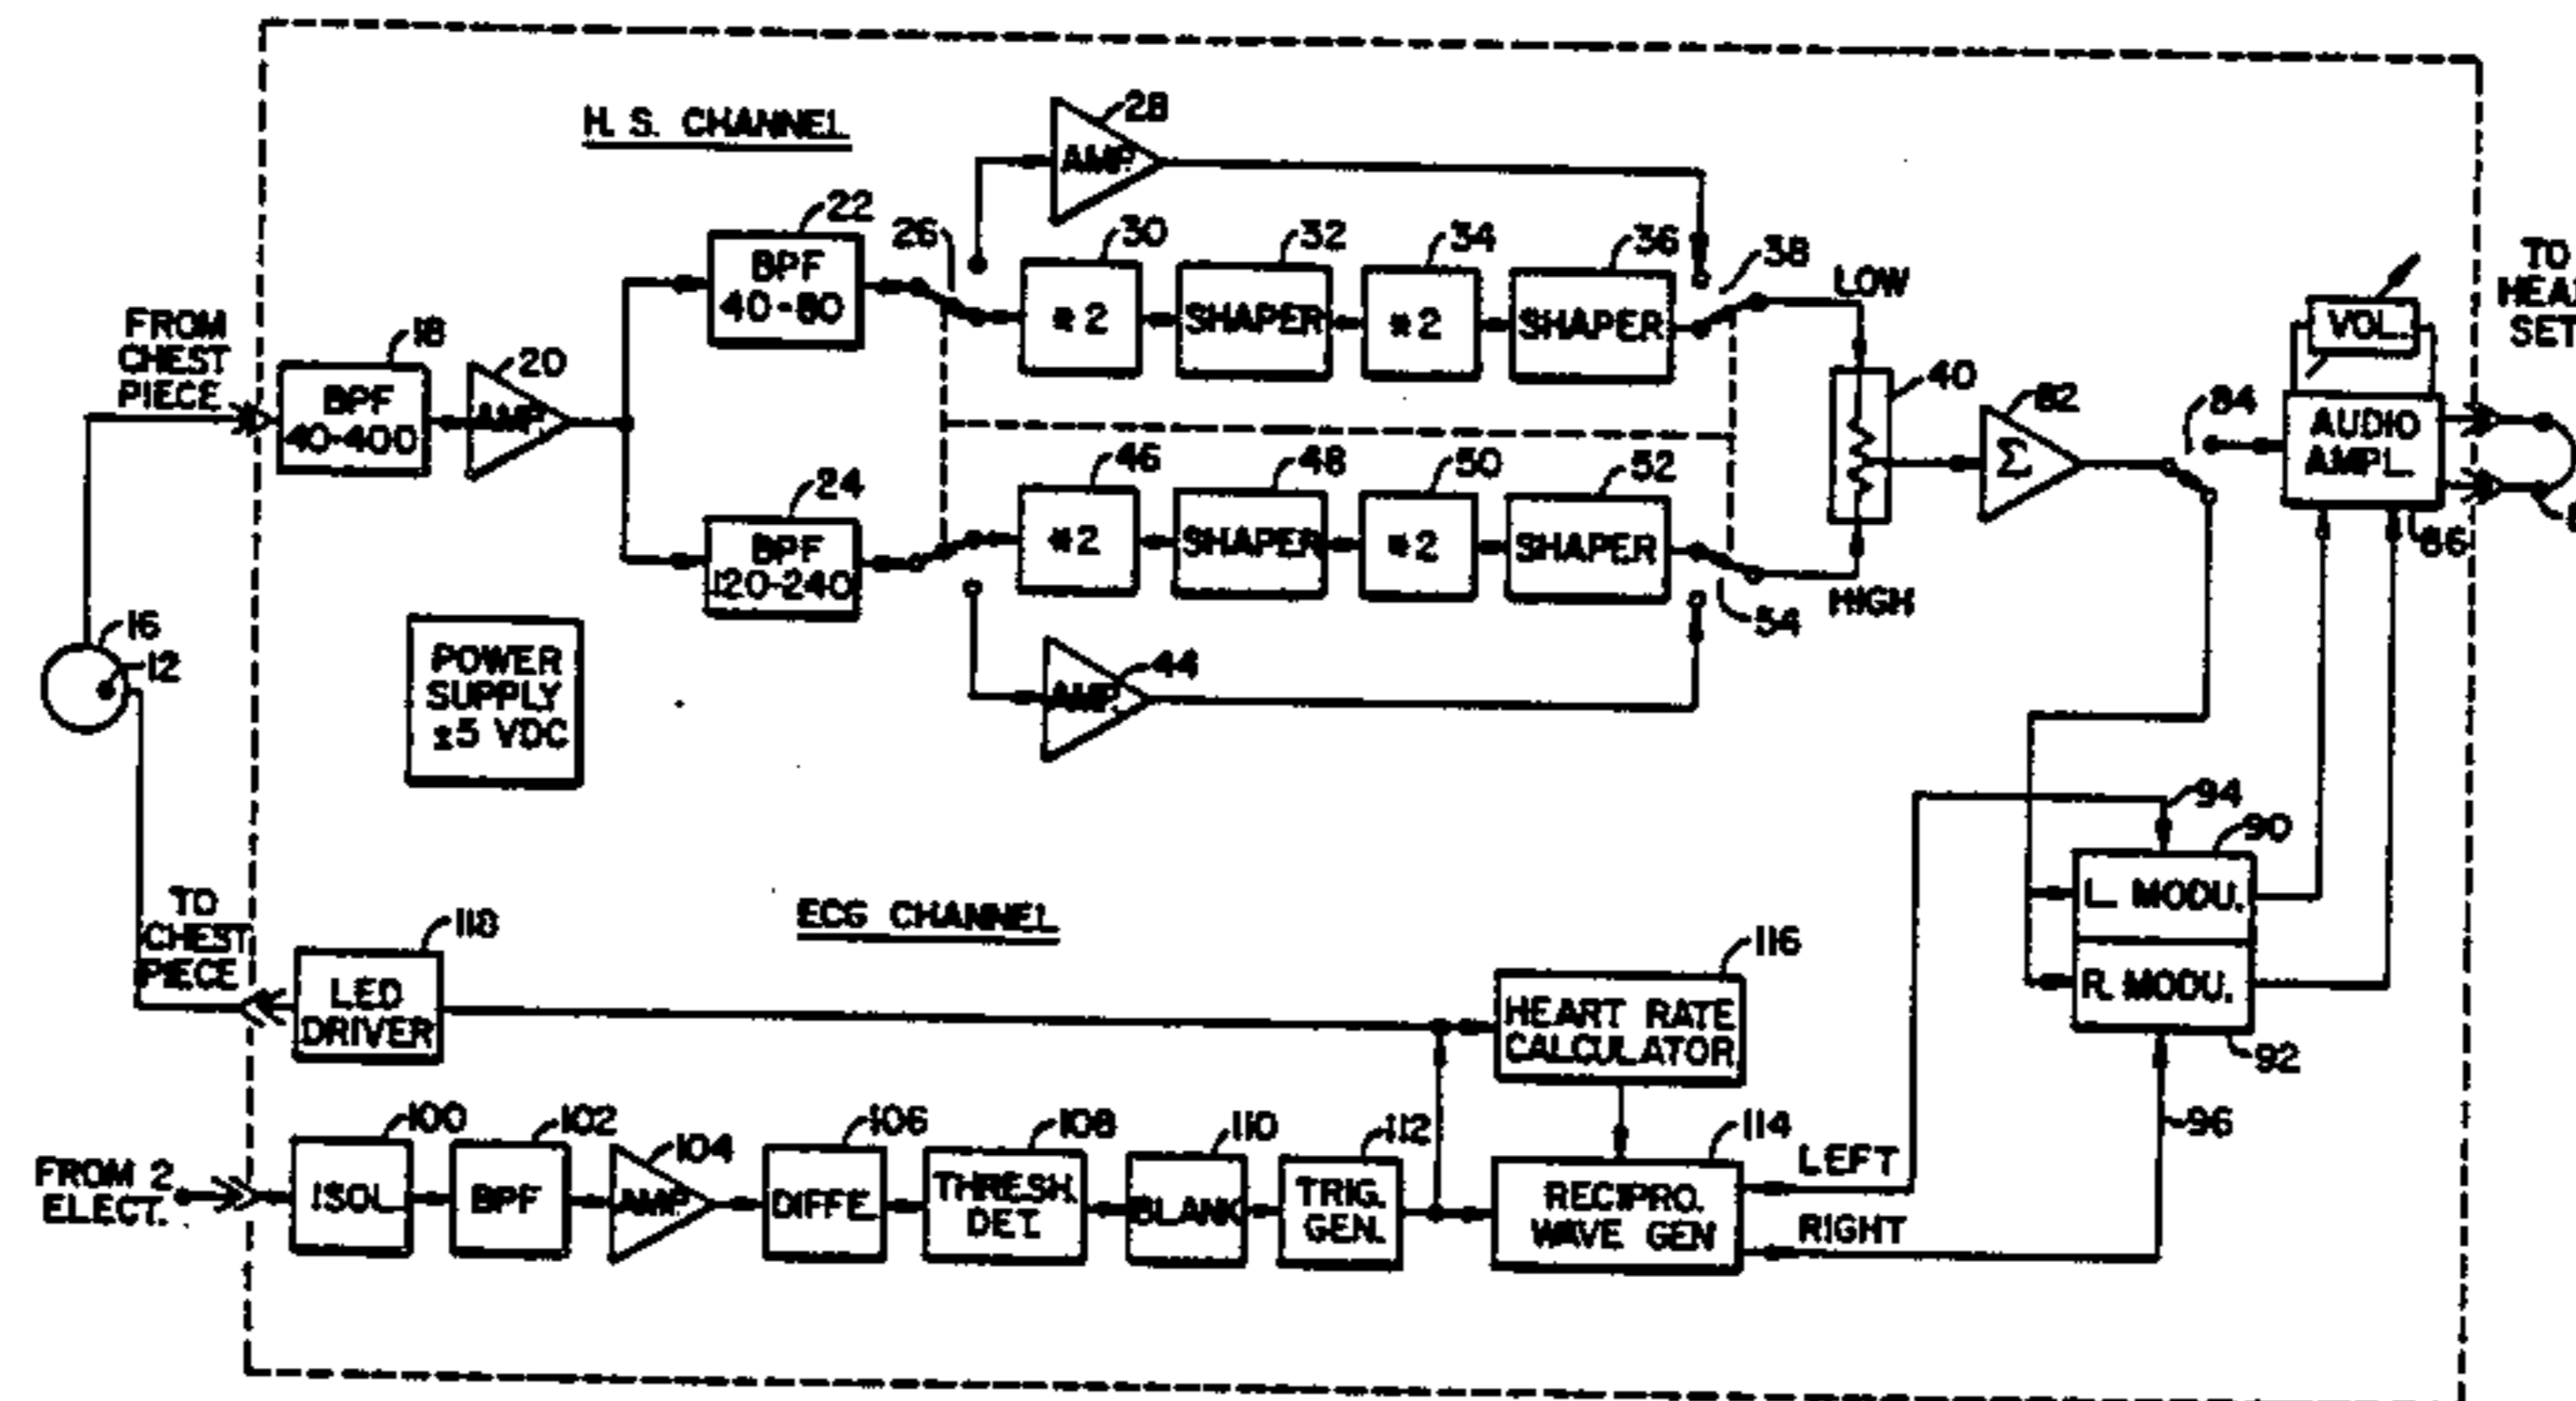 H. S. CHANNEL
28
AMP.
22
BPF
40-80
26
30
*2
32
SHAPER
34
*2
36
SHAPER
38
LOW
FROM
CHEST
PIECE
18
BPF
40-400
20
AMP.
40
82
Σ
84
VOL.
AUDIO
AMPL.
86
TO
SET
24
BPF
120-240
46
*2
48
SHAPER
50
*2
52
SHAPER
54
HIGH
44
AMP.
16
12
POWER
SUPPLY
±5 VDC
94
90
L. MODU.
R. MODU.
92
96
TO
CHEST
PIECE
118
LED
DRIVER
ECG CHANNEL
116
HEART RATE
CALCULATOR
FROM 2
ELECT.
100
ISOL
102
BPF
104
AMP
106
DIFFE.
108
THRESH.
DET.
110
BLANK
112
TRIG.
GEN.
114
RECIPRO.
WAVE GEN
LEFT
RIGHT